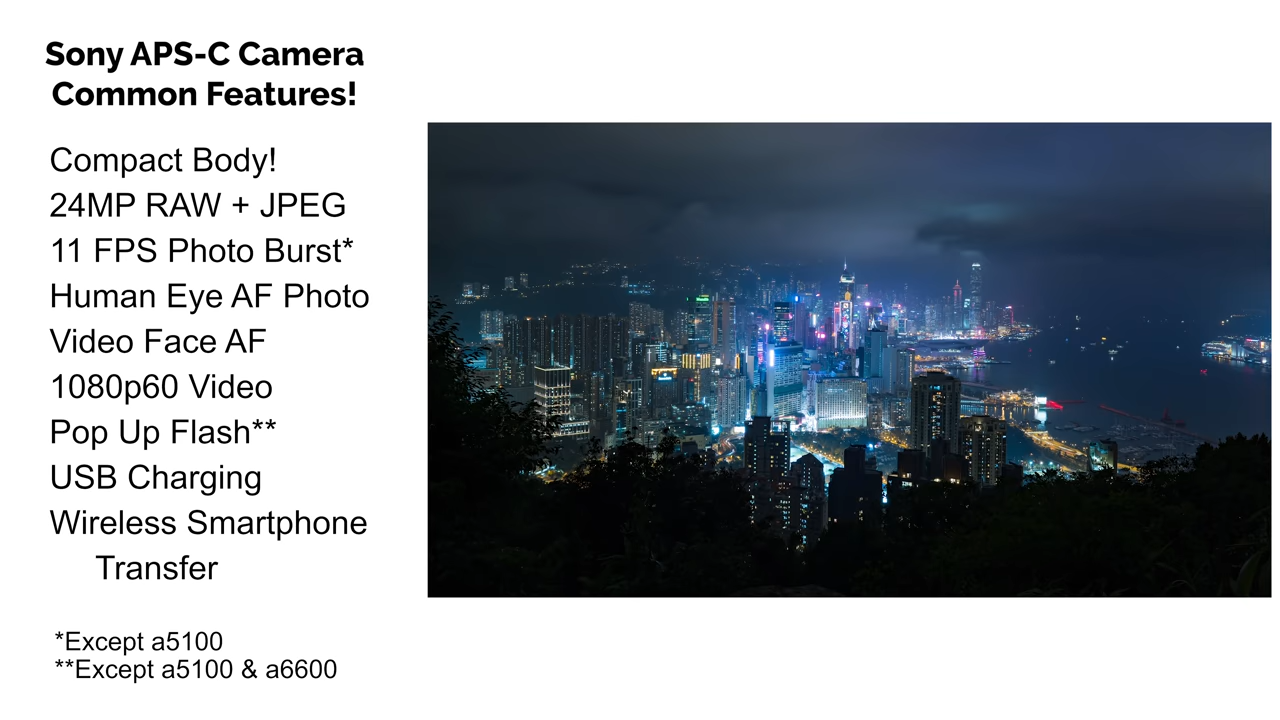 Sony APS-C Camera
Common Features!
Compact Body!
24MP RAW + JPEG
11 FPS Photo Burst*
Human Eye AF Photo
Video Face AF
1080p60 Video
Pop Up Flash**
USB Charging
Wireless Smartphone
Transfer
*Except a5100
**Except a5100 & a6600